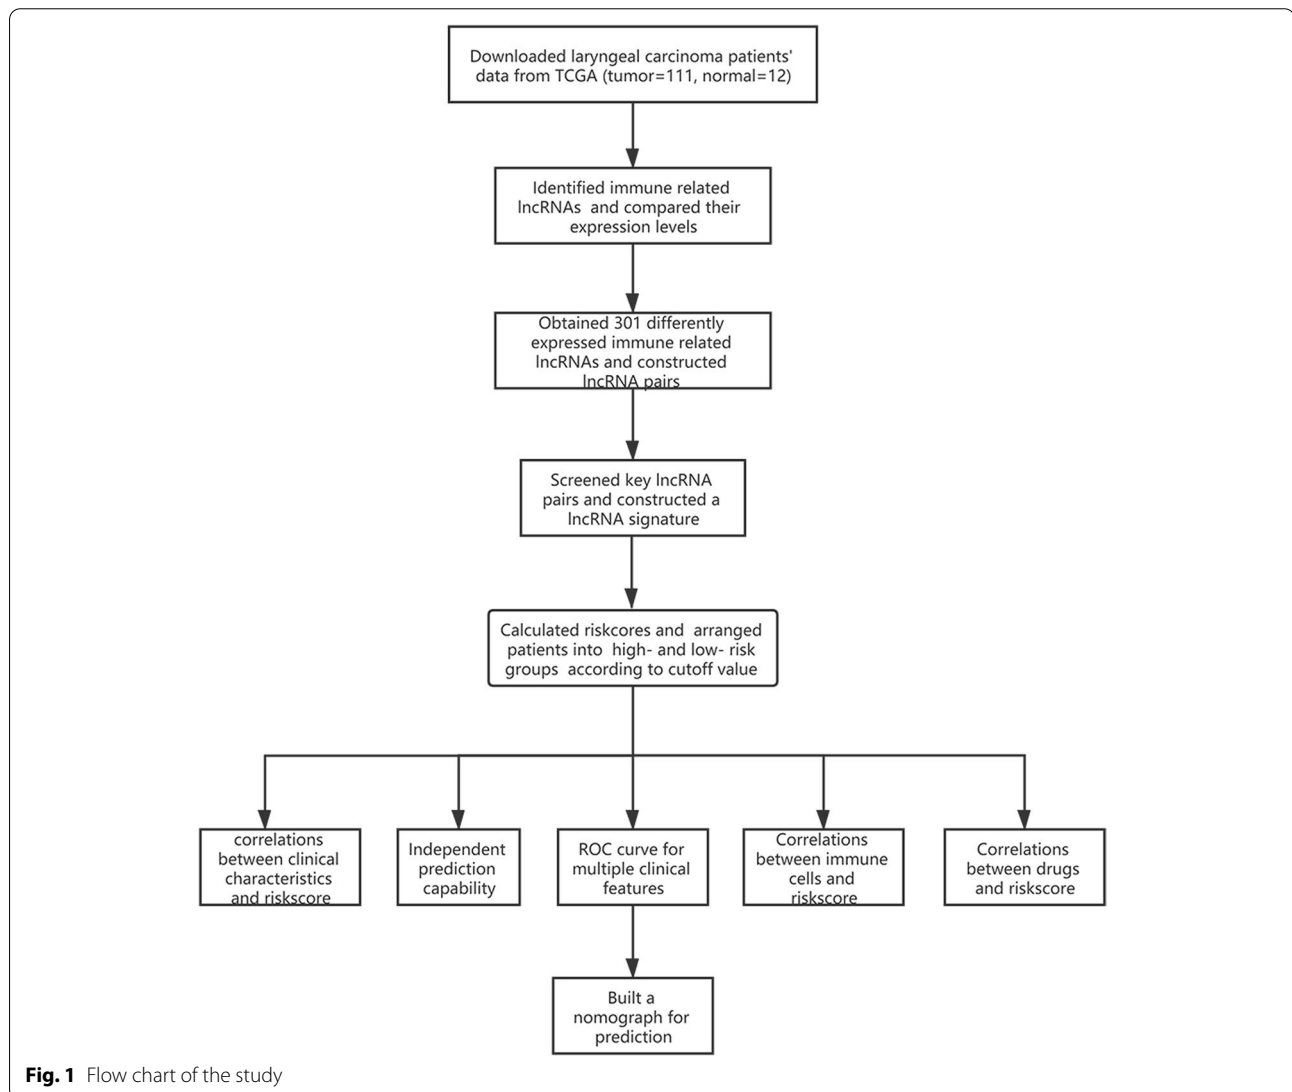 Downloaded laryngeal carcinoma patients'
data from TCGA (tumor=111, normal=12)
Identified immune related
lncRNAs and compared their
expression levels
Obtained 301 differently
expressed immune related
lncRNAs and constructed
lncRNA pairs
Screened key lncRNA
pairs and constructed a
lncRNA signature
Calculated riskcores and arranged
patients into high- and low- risk
groups according to cutoff value
correlations
between clinical
characteristics
and riskscore
Independent
prediction
capability
ROC curve for
multiple clinical
features
Correlations
between immune
cells and
riskscore
Correlations
between drugs
and riskscore
Built a
nomograph for
prediction
Fig. 1 Flow chart of the study